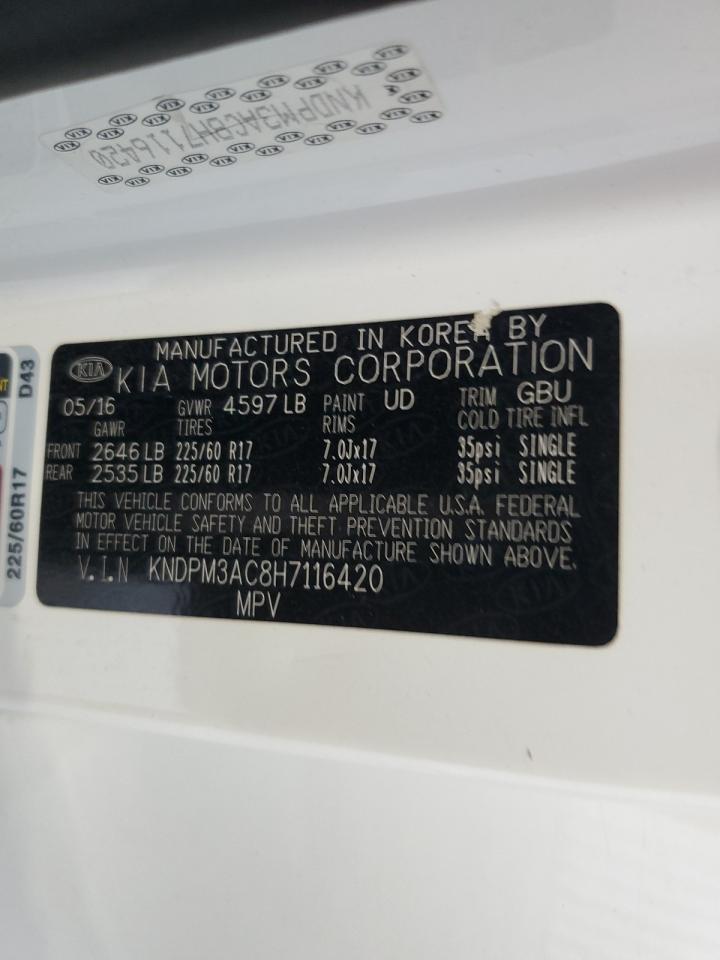 KNDPM3AC8H7116420
KIA
MANUFACTURED IN KOREA BY
KIA MOTORS CORPORATION
05/16 GVWR 4597 LB PAINT UD TRIM GBU
GAWR TIRES RIMS COLD TIRE INFL
FRONT 2646 LB 225/60 R17 7.0Jx17 35psi SINGLE
REAR 2535 LB 225/60 R17 7.0Jx17 35psi SINGLE
THIS VEHICLE CONFORMS TO ALL APPLICABLE U.S.A. FEDERAL
MOTOR VEHICLE SAFETY AND THEFT PREVENTION STANDARDS
IN EFFECT ON THE DATE OF MANUFACTURE SHOWN ABOVE.
V.I.N KNDPM3AC8H7116420
MPV
225/60R17 D43